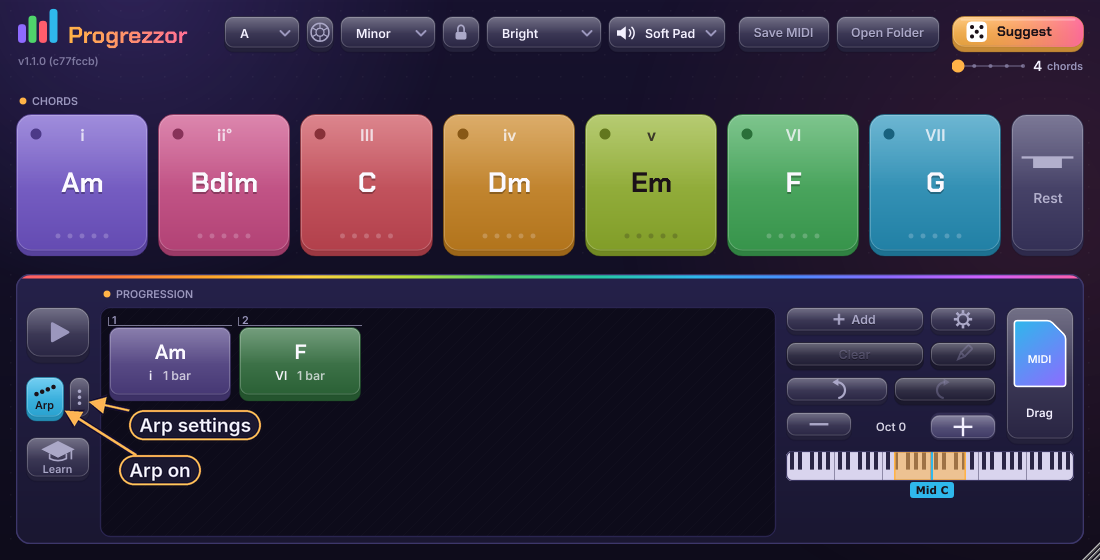 Progrezzor
v1.1.0 (c77fccb)
A
Minor
Bright
Soft Pad
Save MIDI
Open Folder
Suggest
4 chords
CHORDS
i
Am
ii°
Bdim
III
C
iv
Dm
v
Em
VI
F
VII
G
Rest
PROGRESSION
1
Am
i 1 bar
2
F
VI 1 bar
Arp
Learn
Arp settings
Arp on
+ Add
Clear
Oct 0
Mid C
MIDI
Drag